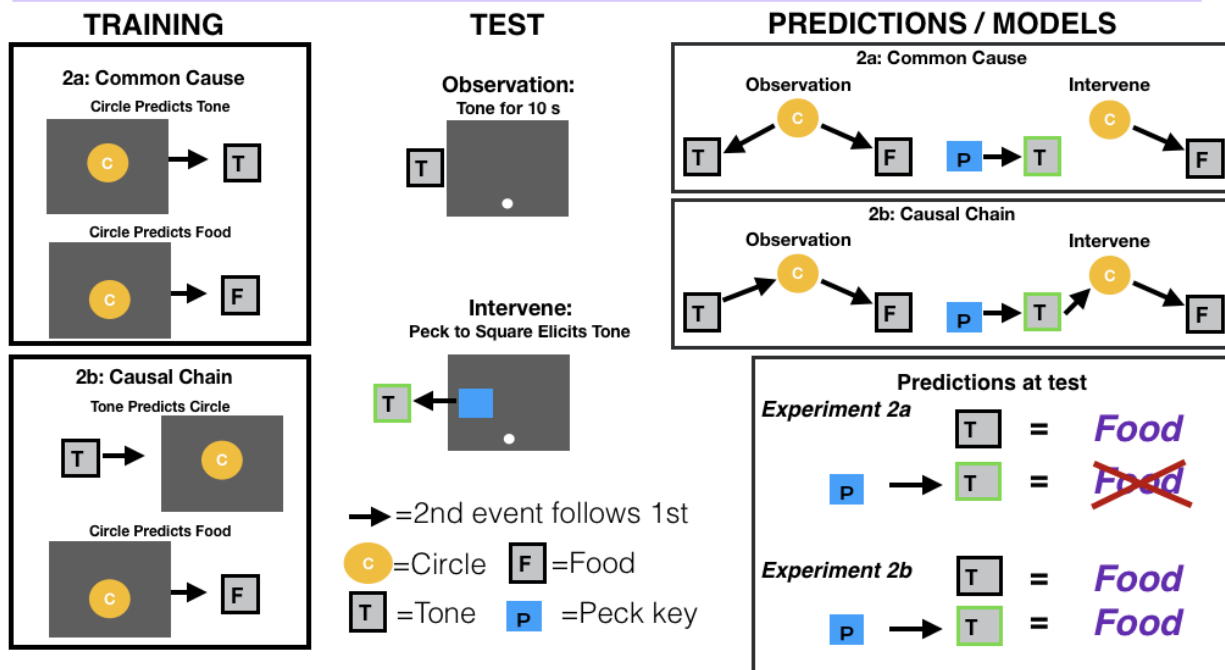 TRAINING
2a: Common Cause
Circle Predicts Tone
C
T
Circle Predicts Food
C
F
2b: Causal Chain
Tone Predicts Circle
T
C
Circle Predicts Food
C
F
TEST
Observation:
Tone for 10 s
T
Intervene:
Peck to Square Elicits Tone
T
=2nd event follows 1st
C =Circle F =Food
T =Tone P =Peck key
PREDICTIONS / MODELS
2a: Common Cause
Observation Intervene
C C
T F P T F
2b: Causal Chain
Observation Intervene
C C
T F P T F
Predictions at test
Experiment 2a
T = Food
P T = Food
Experiment 2b
T = Food
P T = Food